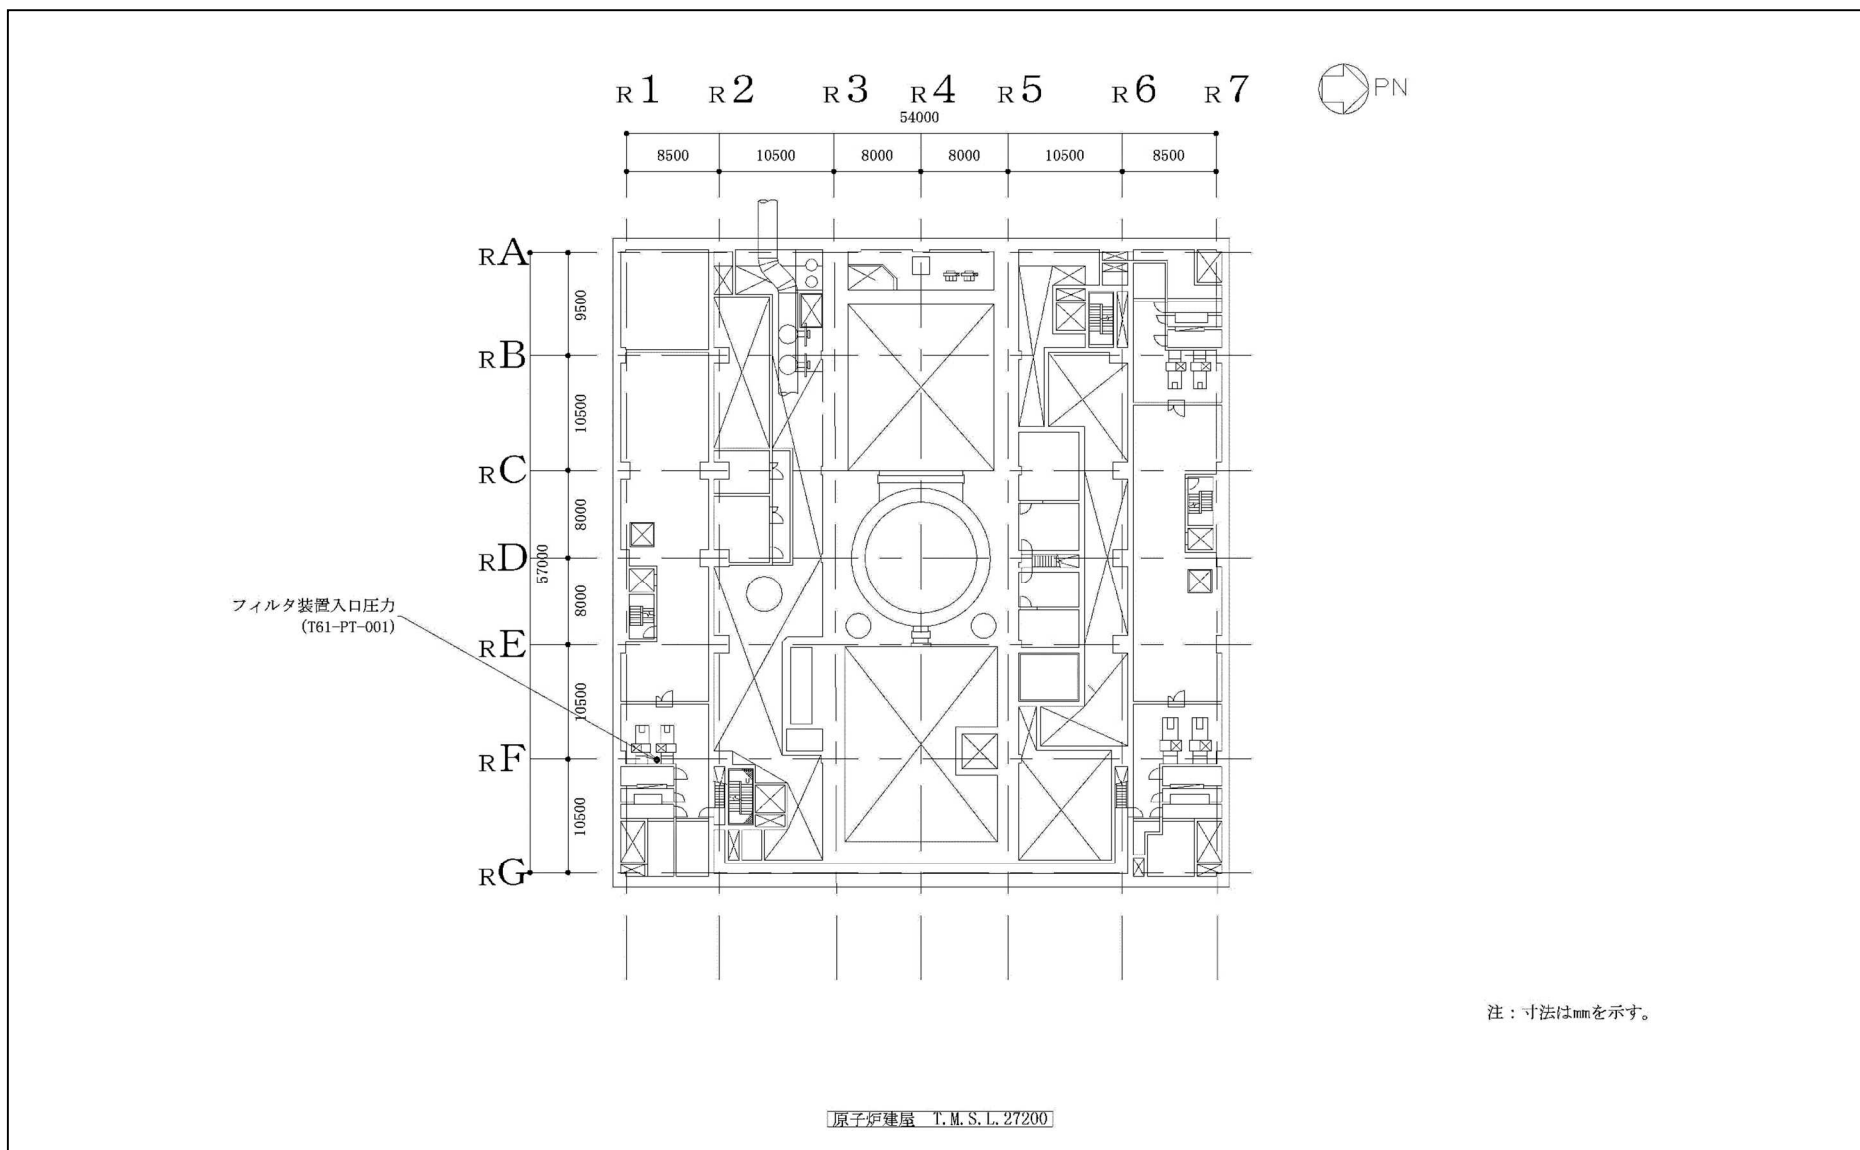 R1 R2 R3 R4 R5 R6 R7
PN
54000
8500 10500 8000 8000 10500 8500
RA
9500
RB
10500
RC
8000
RD
57000
8000
フィルタ装置入口圧力
(T61-PT-001)
RE
10500
RF
10500
RG
注：寸法はmmを示す。
原子炉建屋 T.M.S.L.27200